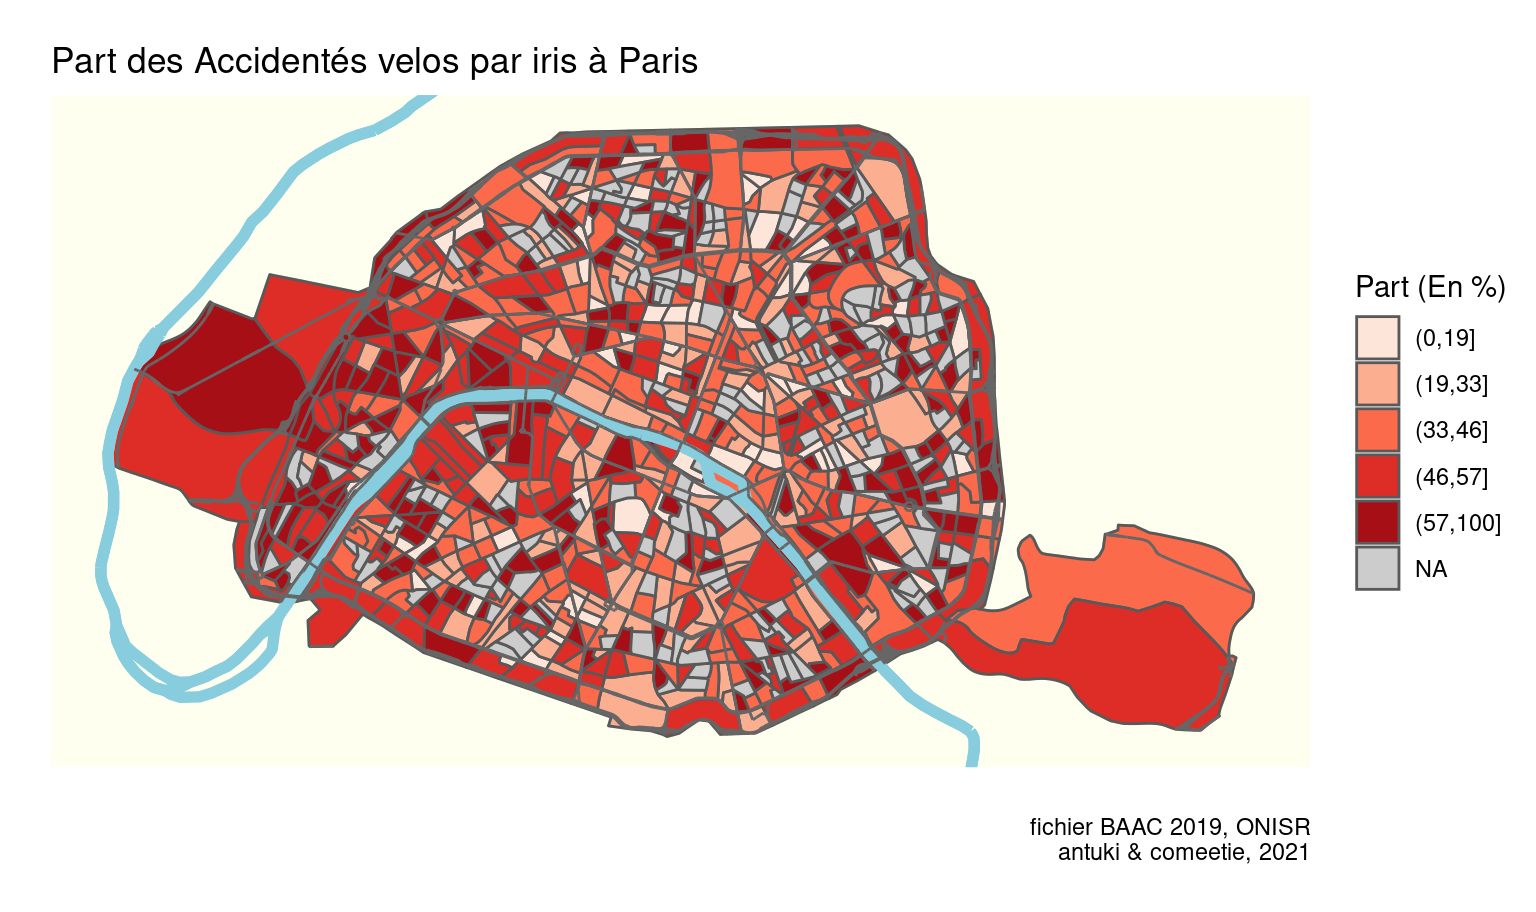 Part des Accidentés velos par iris à Paris
Part (En %)
(0,19]
(19,33]
(33,46]
(46,57]
(57,100]
NA
fichier BAAC 2019, ONISR
antuki & comeetie, 2021